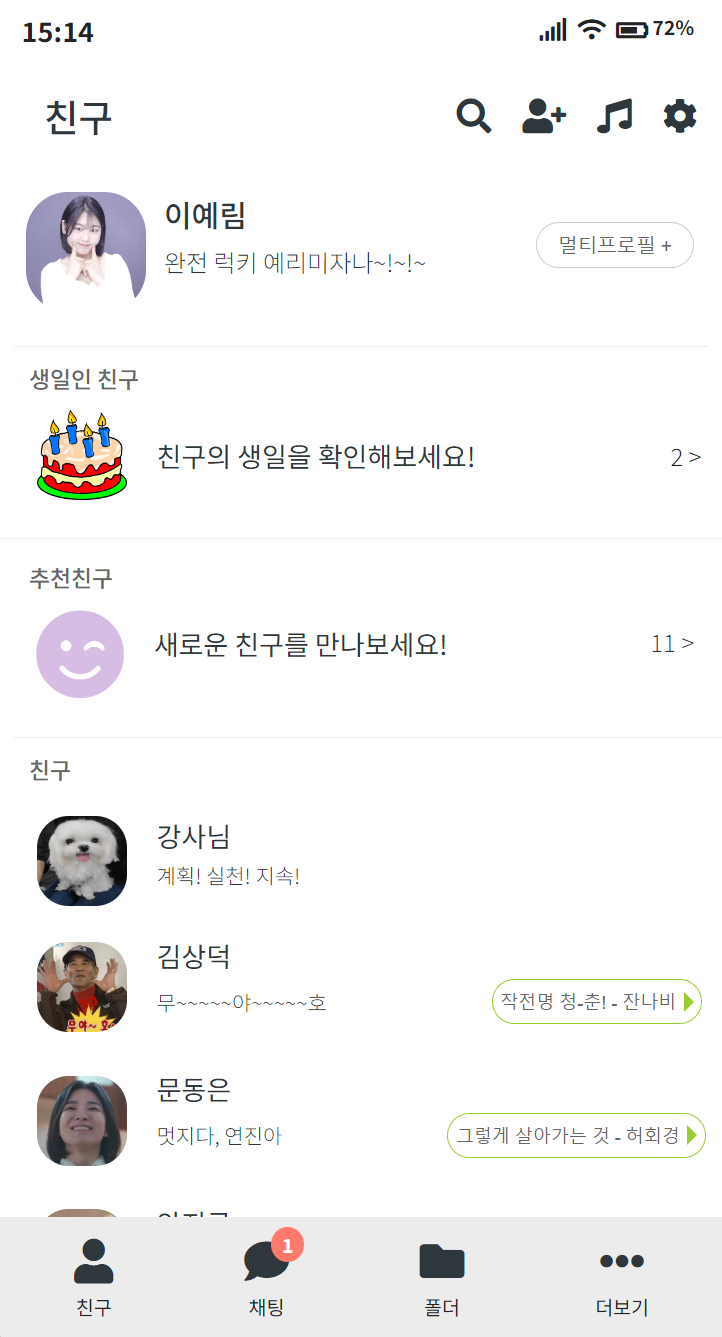 15:14
72%
친구
이예림
완전 럭키 예리미자나~!~!~
멀티프로필 +
생일인 친구
친구의 생일을 확인해보세요!
2 >
추천친구
새로운 친구를 만나보세요!
11 >
친구
강사님
계획! 실천! 지속!
김상덕
무~~~~~야~~~~~호
작전명 청-춘! - 잔나비
무야~ 호
문동은
멋지다, 연진아
그렇게 살아가는 것 - 허회경
1
친구
채팅
폴더
더보기